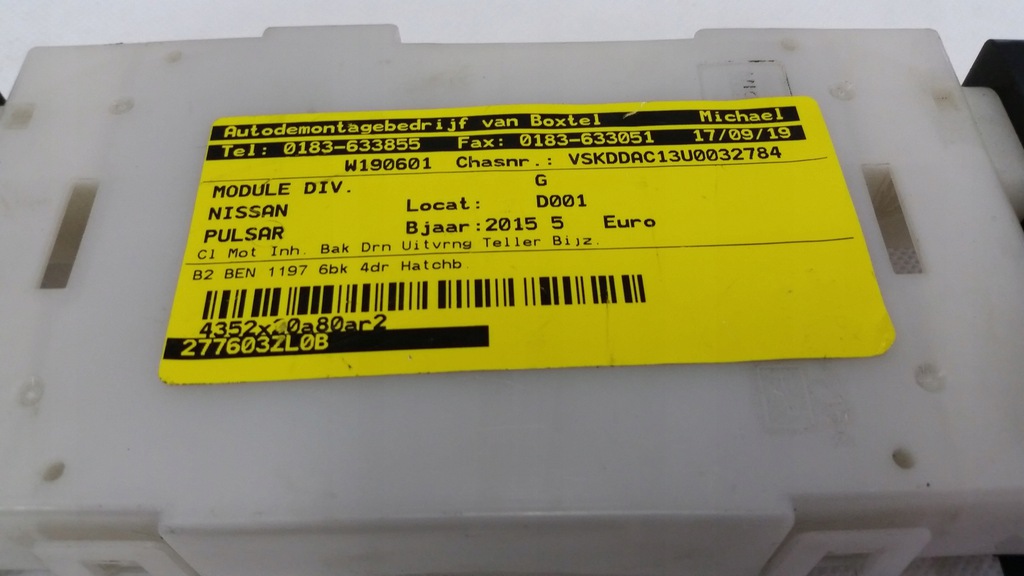 Autodemontagebedrijf van Boxtel Michael
Tel: 0183-633855 Fax: 0183-633051 17/09/19
W190601 Chasnr.: VSKDDAC13U0032784
MODULE DIV. G
NISSAN Locat: D001
PULSAR Bjaar:2015 5 Euro
Cl Mot Inh. Bak Drn Uitvrng Teller Bijz.
B2 BEN 1197 6bk 4dr Hatchb
277603ZL0B